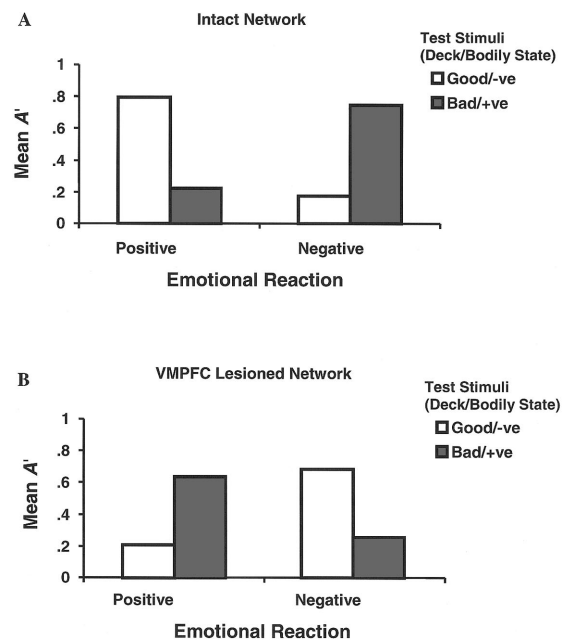 A
Intact Network
Test Stimuli
(Deck/Bodily State)
Good/-ve
Bad/+ve
Mean A'
1
.8
.6
.4
.2
0
Positive
Negative
Emotional Reaction
B
VMPFC Lesioned Network
Test Stimuli
(Deck/Bodily State)
Good/-ve
Bad/+ve
Mean A'
1
.8
.6
.4
.2
0
Positive
Negative
Emotional Reaction